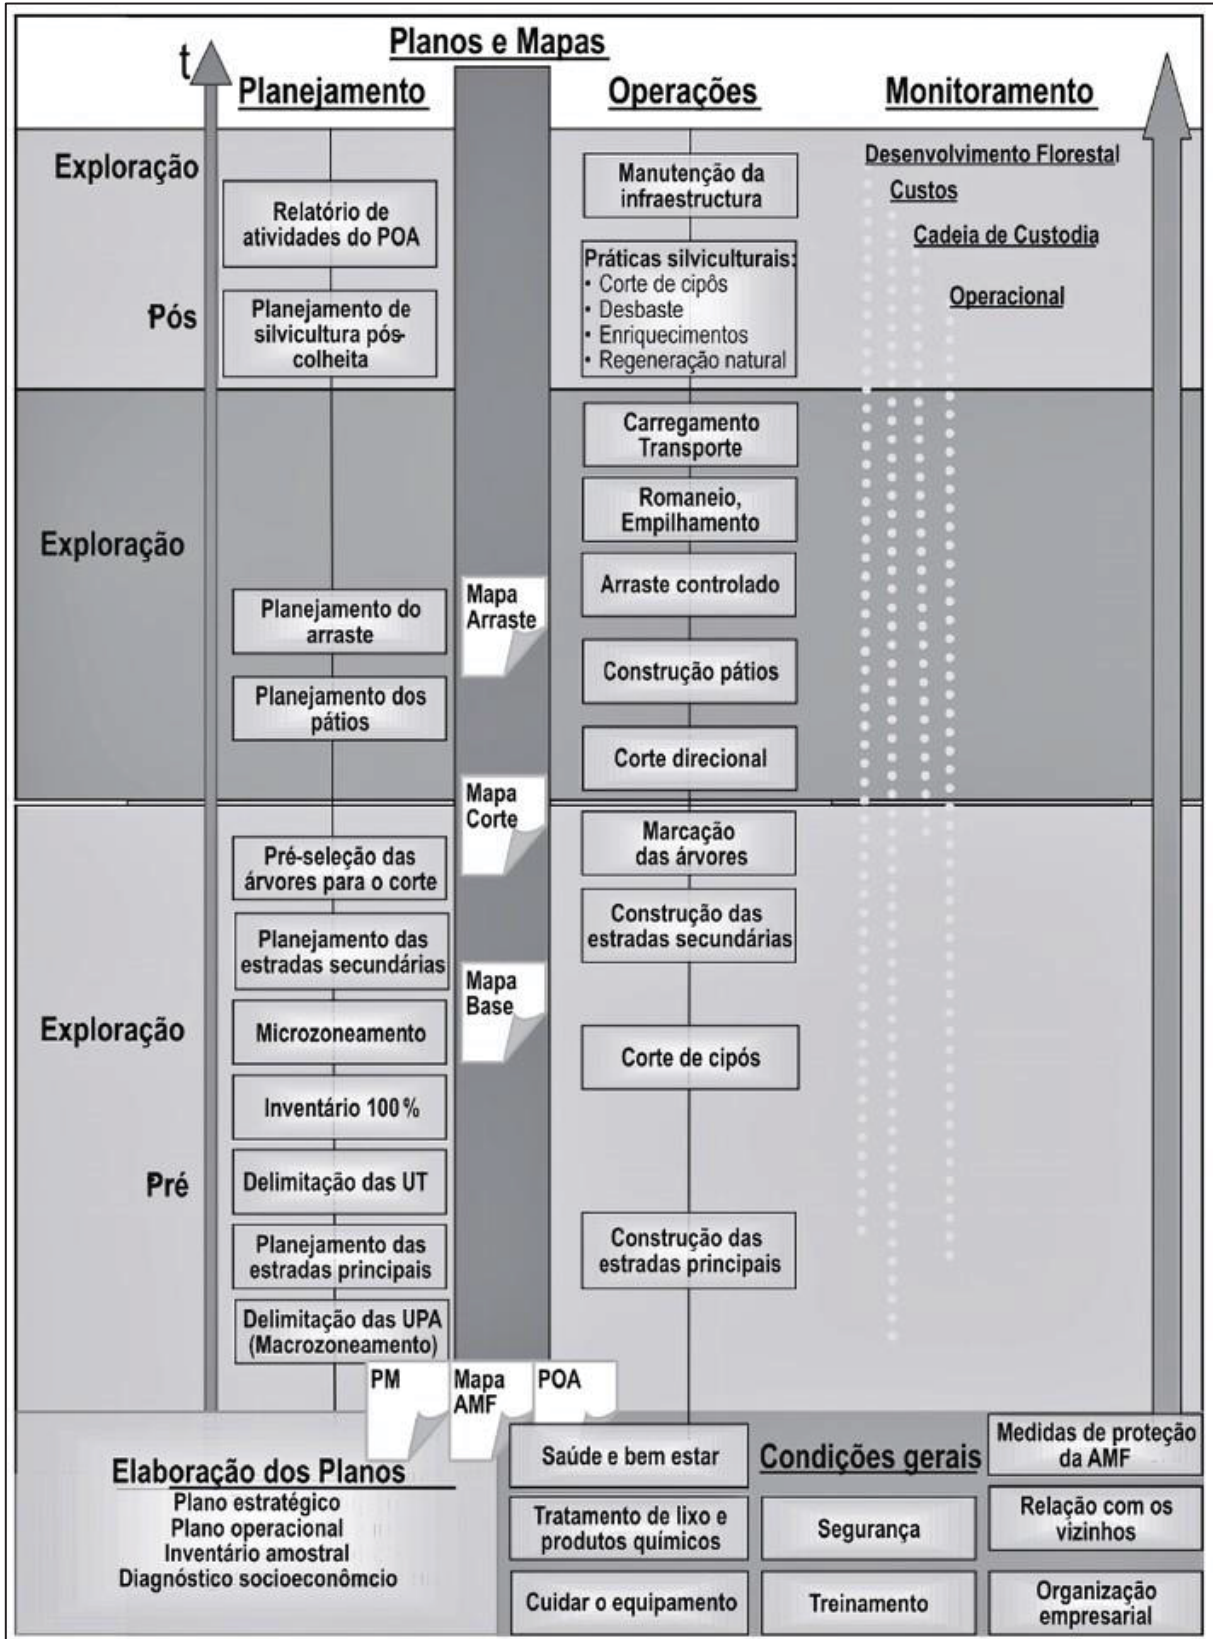 Planos e Mapas
t
Planejamento
Operações
Monitoramento
Exploração
Pós
Relatório de
atividades do POA
Planejamento de
silvicultura pós-
colheita
Manutenção da
infraestructura
Práticas silviculturais:
• Corte de cipôs
• Desbaste
• Enriquecimentos
• Regeneração natural
Desenvolvimento Florestal
Custos
Cadeia de Custodia
Operacional
Exploração
Planejamento do
arraste
Planejamento dos
pátios
Mapa
Arraste
Carregamento
Transporte
Romaneio,
Empilhamento
Arraste controlado
Construção pátios
Corte direcional
Mapa
Corte
Exploração
Pré
Pré-seleção das
árvores para o corte
Planejamento das
estradas secundárias
Microzoneamento
Inventário 100%
Delimitação das UT
Planejamento das
estradas principais
Delimitação das UPA
(Macrozoneamento)
Mapa
Base
Marcação
das árvores
Construção das
estradas secundárias
Corte de cipós
Construção das
estradas principais
PM
Mapa
AMF
POA
Elaboração dos Planos
Plano estratégico
Plano operacional
Inventário amostral
Diagnóstico socioeconômcio
Saúde e bem estar
Tratamento de lixo e
produtos químicos
Cuidar o equipamento
Condições gerais
Segurança
Treinamento
Medidas de proteção
da AMF
Relação com os
vizinhos
Organização
empresarial